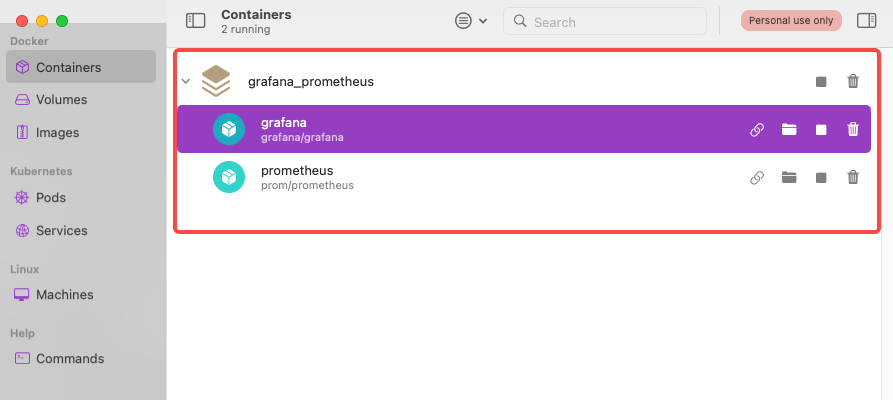 Docker
Containers
Volumes
Images
Kubernetes
Pods
Services
Linux
Machines
Help
Commands
Containers
2 running
Search
Personal use only
grafana_prometheus
grafana
grafana/grafana
prometheus
prom/prometheus